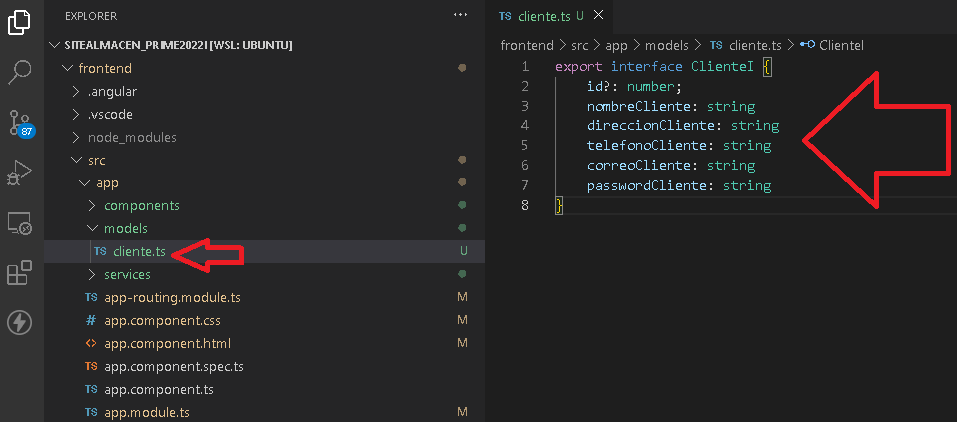 EXPLORER
SITEALMACEN_PRIME2022I [WSL: UBUNTU]
frontend
.angular
.vscode
node_modules
src
app
components
models
TS cliente.ts U
services
TS app-routing.module.ts M
# app.component.css M
<> app.component.html M
TS app.component.spec.ts
TS app.component.ts
TS app.module.ts M
87
TS cliente.ts U
frontend > src > app > models > TS cliente.ts > ClienteI
1 export interface ClienteI {
2 id?: number;
3 nombreCliente: string
4 direccionCliente: string
5 telefonoCliente: string
6 correoCliente: string
7 passwordCliente: string
8 }